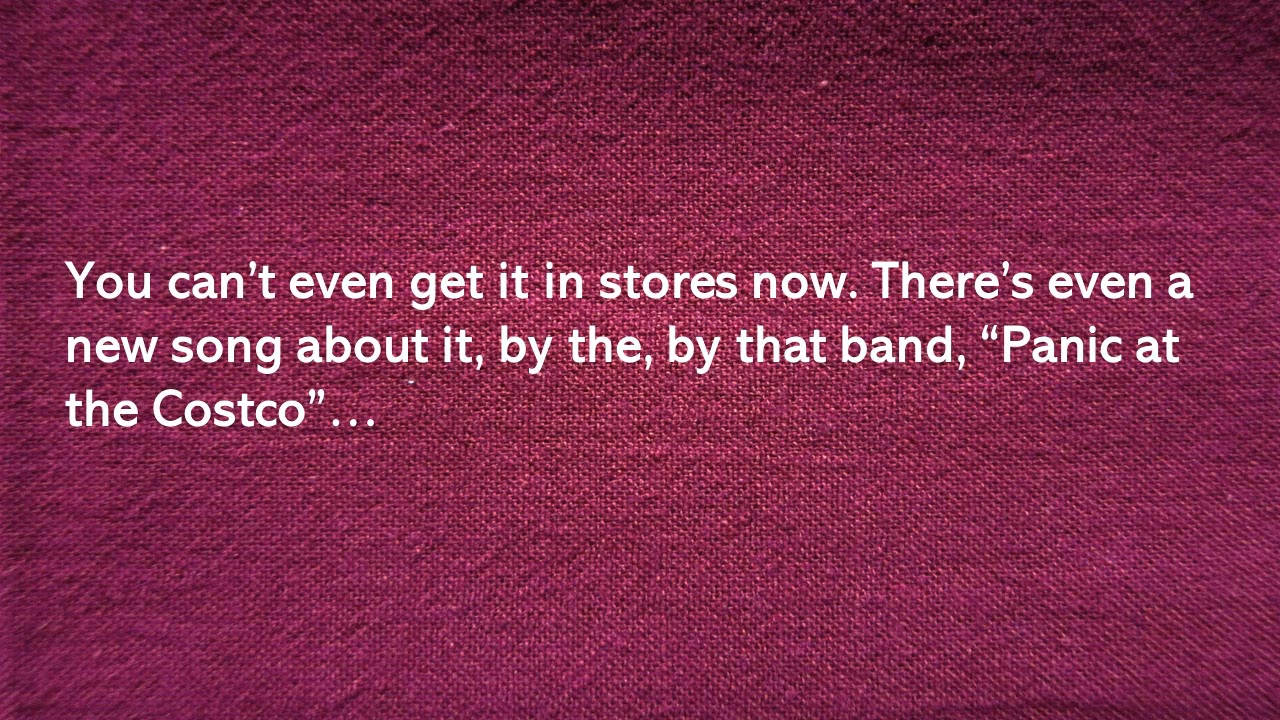 You can’t even get it in stores now. There’s even a
new song about it, by the, by that band, “Panic at
the Costco”…